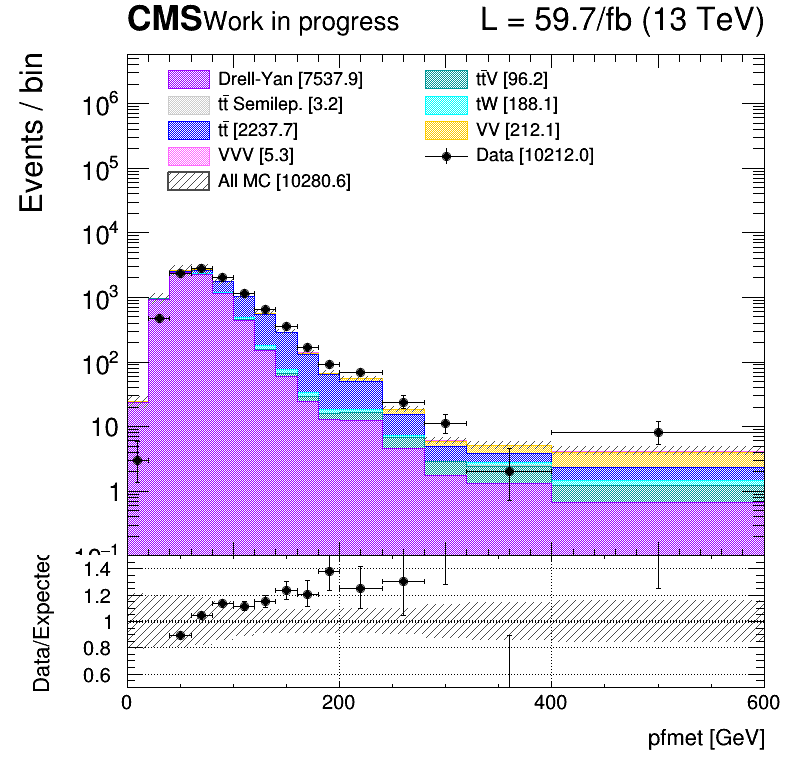 CMS Work in progress L = 59.7/fb (13 TeV)
Events / bin
Drell-Yan [7537.9]
tt̄ Semilep. [3.2]
tt̄ [2237.7]
VVV [5.3]
All MC [10280.6]
tt̄V [96.2]
tW [188.1]
VV [212.1]
Data [10212.0]
10⁶
10⁵
10⁴
10³
10²
10
1
10⁻¹
Data/Expected
1.4
1.2
1
0.8
0.6
0 200 400 600
pfmet [GeV]